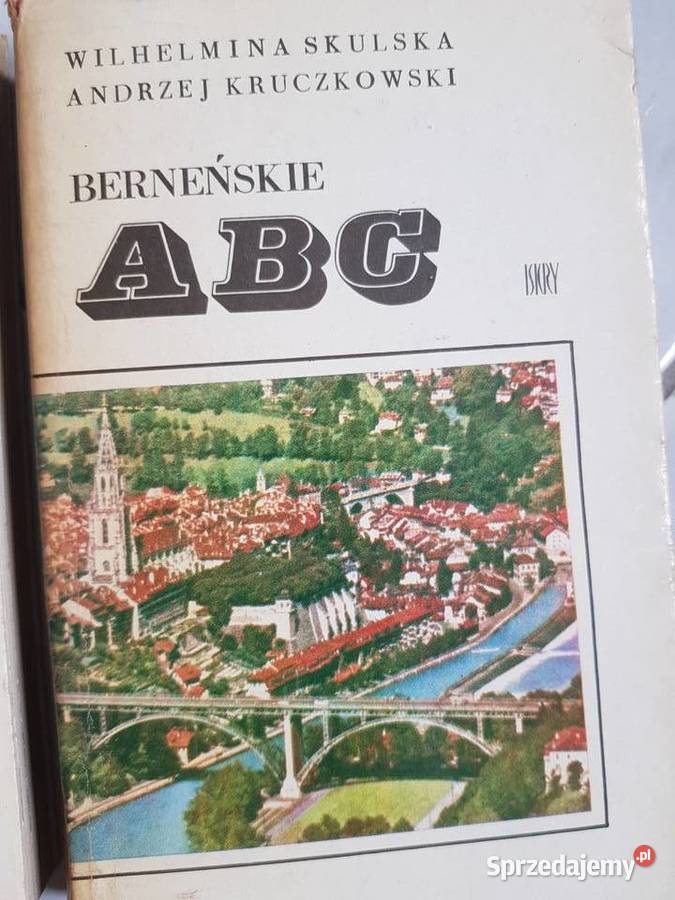 WILHELMINA SKULSKA
ANDRZEJ KRUCZKOWSKI
BERNEŃSKIE
ABC
ISKRY
Sprzedajemy.pl